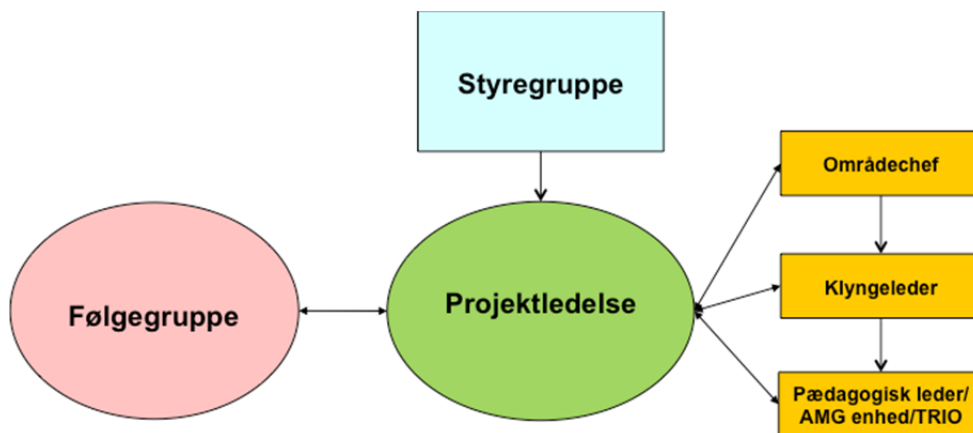 Styregruppe
Områdechef
Klyngeleder
Følgegruppe
Projektledelse
Pædagogisk leder/
AMG enhed/TRIO